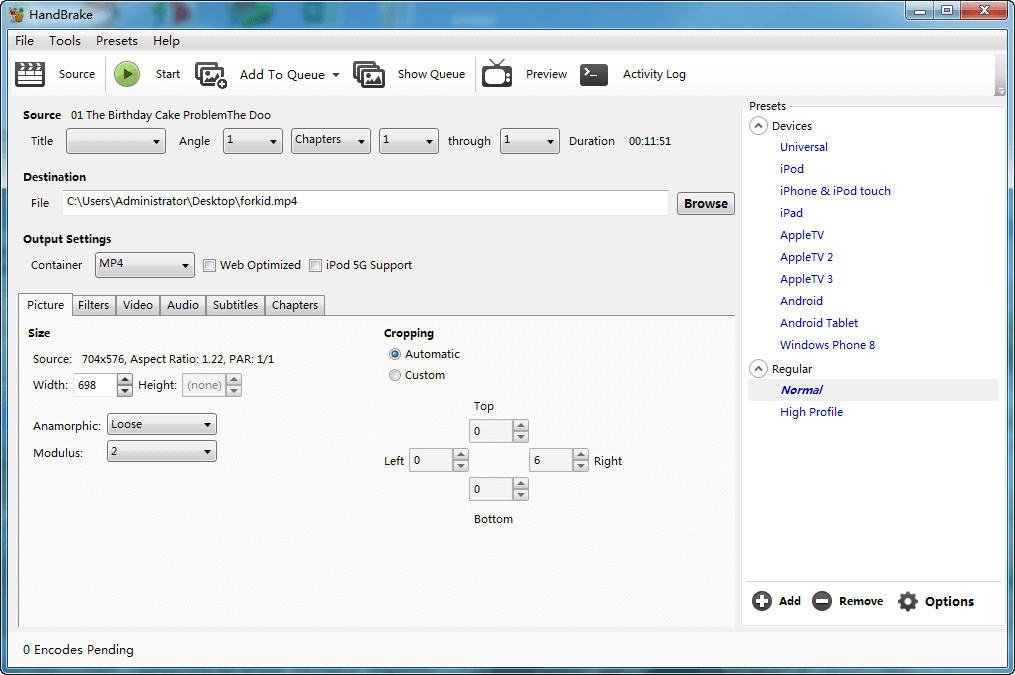 HandBrake
File Tools Presets Help
Source Start Add To Queue Show Queue Preview Activity Log
Source 01 The Birthday Cake ProblemThe Doo
Title Angle 1 Chapters 1 through 1 Duration 00:11:51
Destination
File C:\Users\Administrator\Desktop\forkid.mp4 Browse
Output Settings
Container MP4 Web Optimized iPod 5G Support
Picture Filters Video Audio Subtitles Chapters
Size
Source: 704x576, Aspect Ratio: 1.22, PAR: 1/1
Width: 698 Height: (none)
Anamorphic: Loose
Modulus: 2
Cropping
Automatic
Custom
Top
0
Left 0 6 Right
0
Bottom
Presets
Devices
Universal
iPod
iPhone & iPod touch
iPad
AppleTV
AppleTV 2
AppleTV 3
Android
Android Tablet
Windows Phone 8
Regular
Normal
High Profile
Add Remove Options
0 Encodes Pending